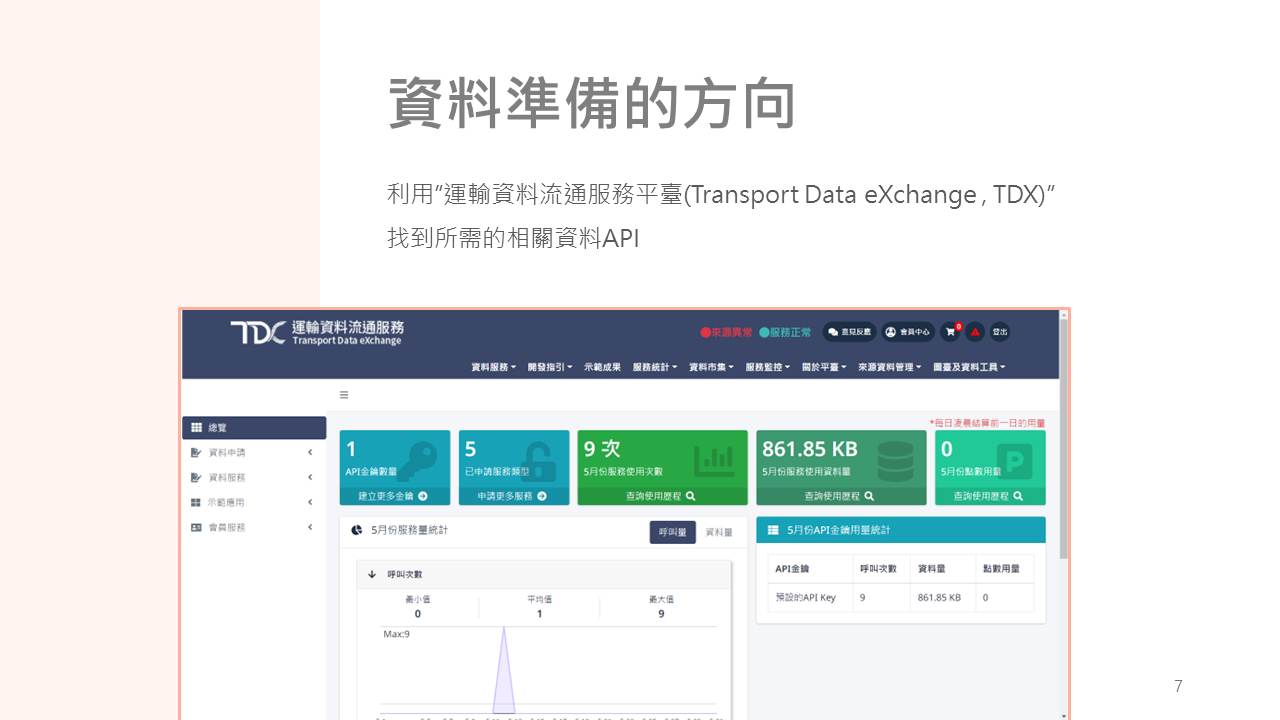 資料準備的方向
利用"運輸資料流通服務平臺(Transport Data eXchange , TDX)"
找到所需的相關資料API
TDX 運輸資料流通服務
Transport Data eXchange
來源異常 服務正常 意見反應 會員中心 0 登出
資料服務 開發指引 示範成果 服務統計 資料市集 服務監控 關於平臺 來源資料管理 圖臺及資料工具
*每日凌晨結算前一日的用量
總覽
資料申請
資料服務
示範應用
會員服務
1
API金鑰數量
建立更多金鑰
5
已申請服務類型
申請更多服務
9 次
5月份服務使用次數
查詢使用歷程
861.85 KB
5月份服務使用資料量
查詢使用歷程
0
5月份點數用量
查詢使用歷程
5月份服務量統計 呼叫量 資料量
呼叫次數
最小值 平均值 最大值
0 1 9
Max:9
5月份API金鑰用量統計
API金鑰 呼叫次數 資料量 點數用量
預設的API Key 9 861.85 KB 0
7